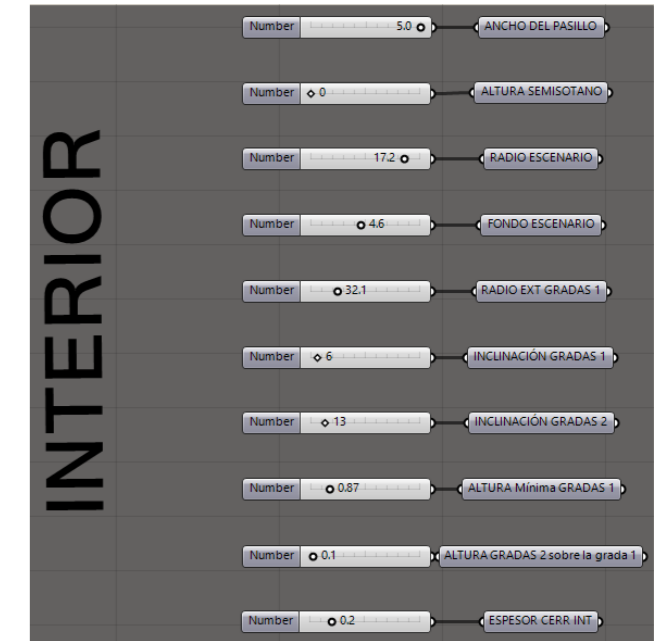 INTERIOR
Number 5.0 ANCHO DEL PASILLO
Number 0 ALTURA SEMISOTANO
Number 17.2 RADIO ESCENARIO
Number 4.6 FONDO ESCENARIO
Number 32.1 RADIO EXT GRADAS 1
Number 6 INCLINACIÓN GRADAS 1
Number 13 INCLINACIÓN GRADAS 2
Number 0.87 ALTURA Mínima GRADAS 1
Number 0.1 ALTURA GRADAS 2 sobre la grada 1
Number 0.2 ESPESOR CERR INT